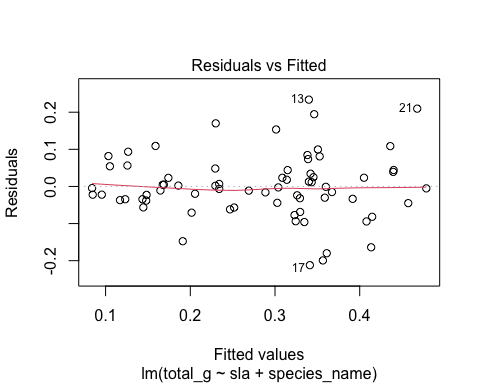 Residuals vs Fitted
Residuals
0.2
0.1
0.0
-0.2
13
21
17
0.1
0.2
0.3
0.4
Fitted values
lm(total_g ~ sla + species_name)